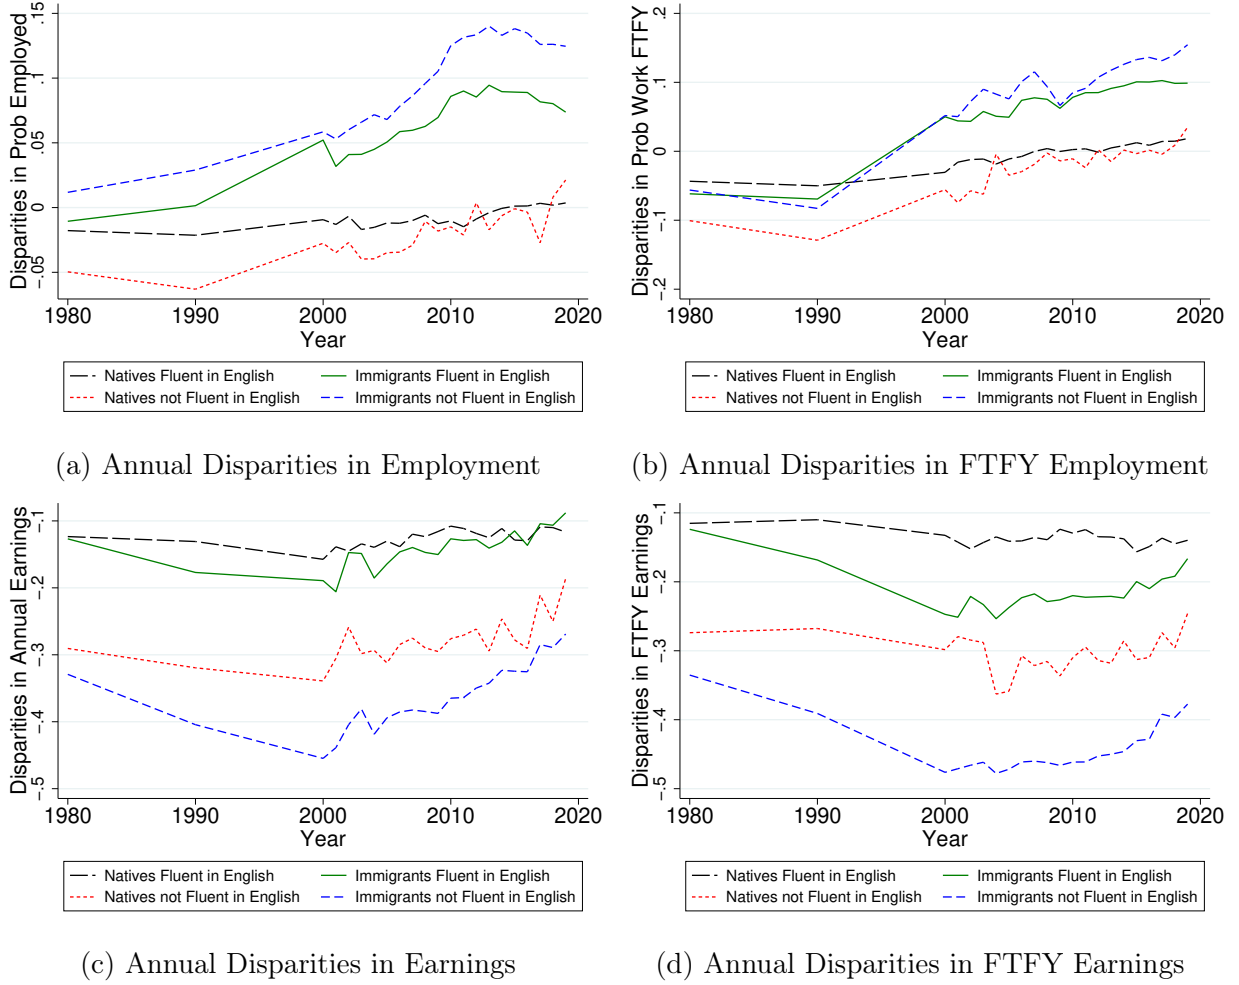 Disparities in Prob Employed
.15
.1
.05
0
-.05
1980 1990 2000 2010 2020
Year
Natives Fluent in English Immigrants Fluent in English
Natives not Fluent in English Immigrants not Fluent in English
(a) Annual Disparities in Employment
Disparities in Prob Work FTFY
.2
0.1
0
-.1
-.2
1980 1990 2000 2010 2020
Year
Natives Fluent in English Immigrants Fluent in English
Natives not Fluent in English Immigrants not Fluent in English
(b) Annual Disparities in FTFY Employment
Disparities in Annual Earnings
-.1
-.2
-.3
-.4
-.5
1980 1990 2000 2010 2020
Year
Natives Fluent in English Immigrants Fluent in English
Natives not Fluent in English Immigrants not Fluent in English
(c) Annual Disparities in Earnings
Disparities in FTFY Earnings
-.1
-.2
-.3
-.4
-.5
1980 1990 2000 2010 2020
Year
Natives Fluent in English Immigrants Fluent in English
Natives not Fluent in English Immigrants not Fluent in English
(d) Annual Disparities in FTFY Earnings